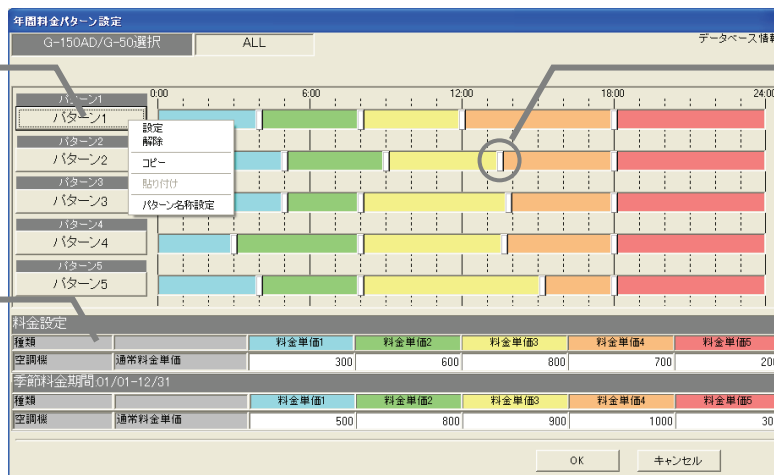 年間料金パターン設定
G-150AD/G-50選択 ALL データベース情報
0:00 6:00 12:00 18:00 24:00
パターン1
パターン1
設定
解除
コピー
貼り付け
パターン名称設定
パターン2
パターン2
パターン3
パターン3
パターン4
パターン4
パターン5
パターン5
料金設定
種類 料金単価1 料金単価2 料金単価3 料金単価4 料金単価5
空調機 通常料金単価 300 600 800 700 200
季節料金期間:01/01-12/31
種類 料金単価1 料金単価2 料金単価3 料金単価4 料金単価5
空調機 通常料金単価 500 800 900 1000 30
OK キャンセル